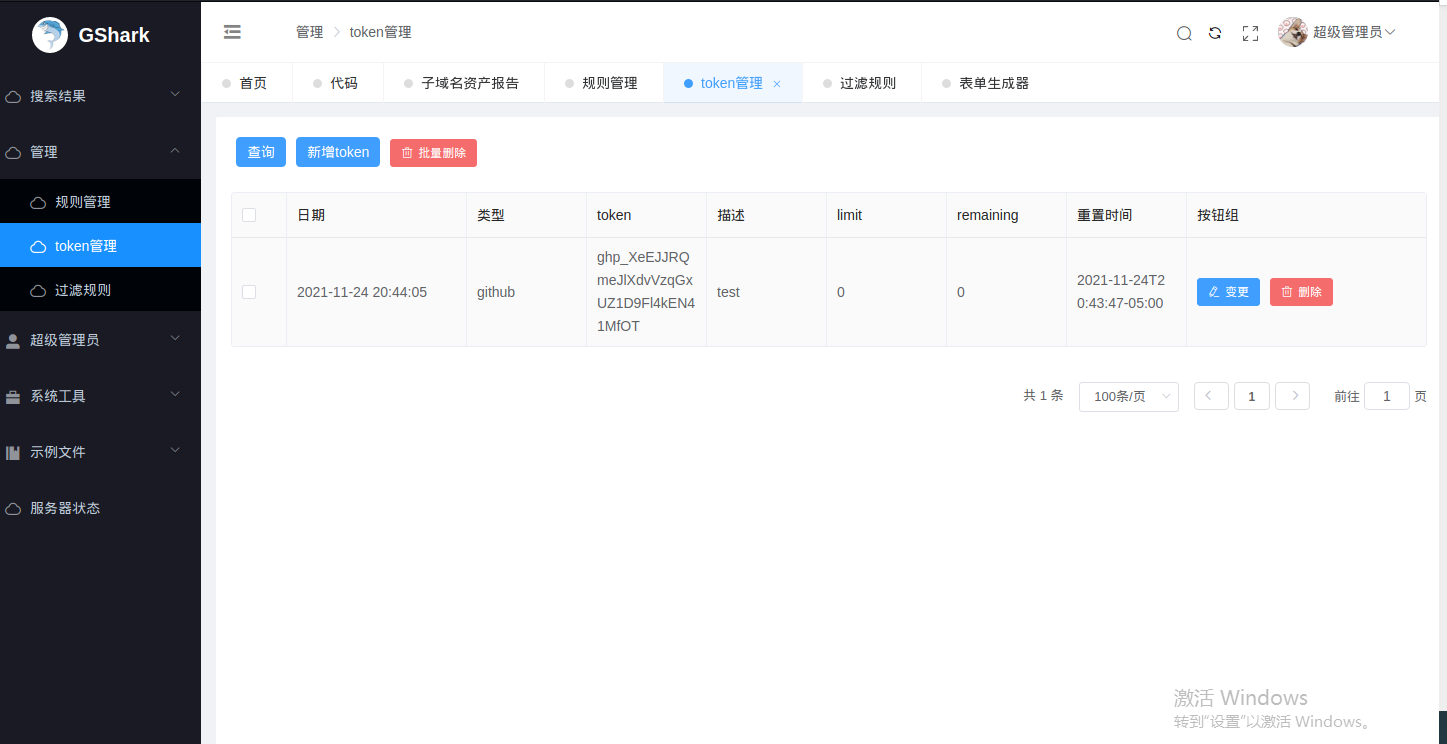 GShark
管理 token管理
超级管理员
首页 代码 子域名资产报告 规则管理 token管理 × 过滤规则 表单生成器
搜索结果
管理
规则管理
token管理
过滤规则
超级管理员
系统工具
示例文件
服务器状态
查询 新增token 批量删除
日期 类型 token 描述 limit remaining 重置时间 按钮组
2021-11-24 20:44:05 github
ghp_XeEJJRQ
meJlXdvVzqGx
UZ1D9Fl4kEN4
1MfOT
test 0 0
2021-11-24T2
0:43:47-05:00
变更 删除
共 1 条 100条/页 1 前往 1 页
激活 Windows
转到“设置”以激活 Windows。